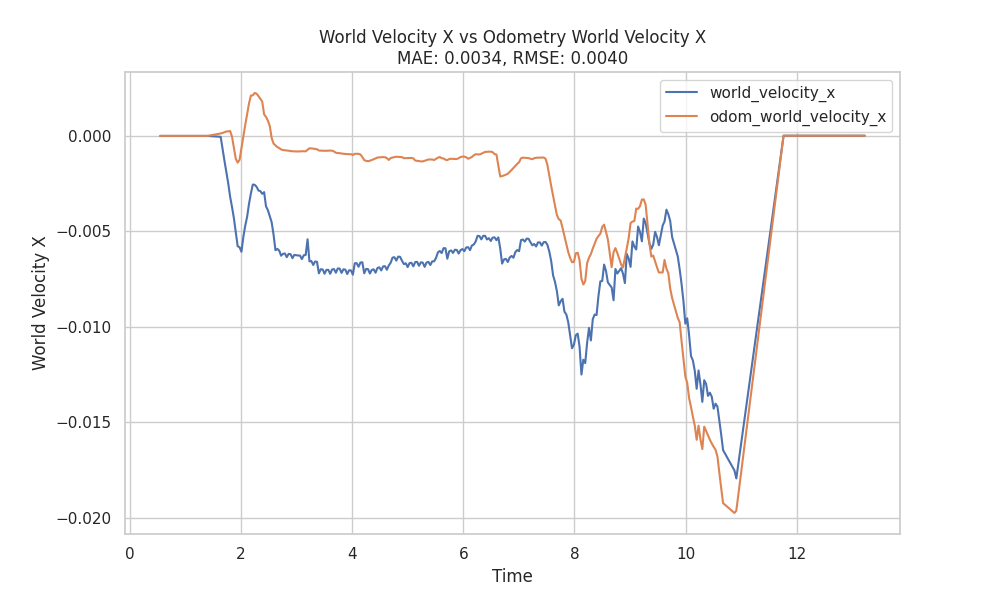 World Velocity X vs Odometry World Velocity X
MAE: 0.0034, RMSE: 0.0040
world_velocity_x
odom_world_velocity_x
World Velocity X
0.000
−0.005
−0.010
−0.015
−0.020
0 2 4 6 8 10 12
Time